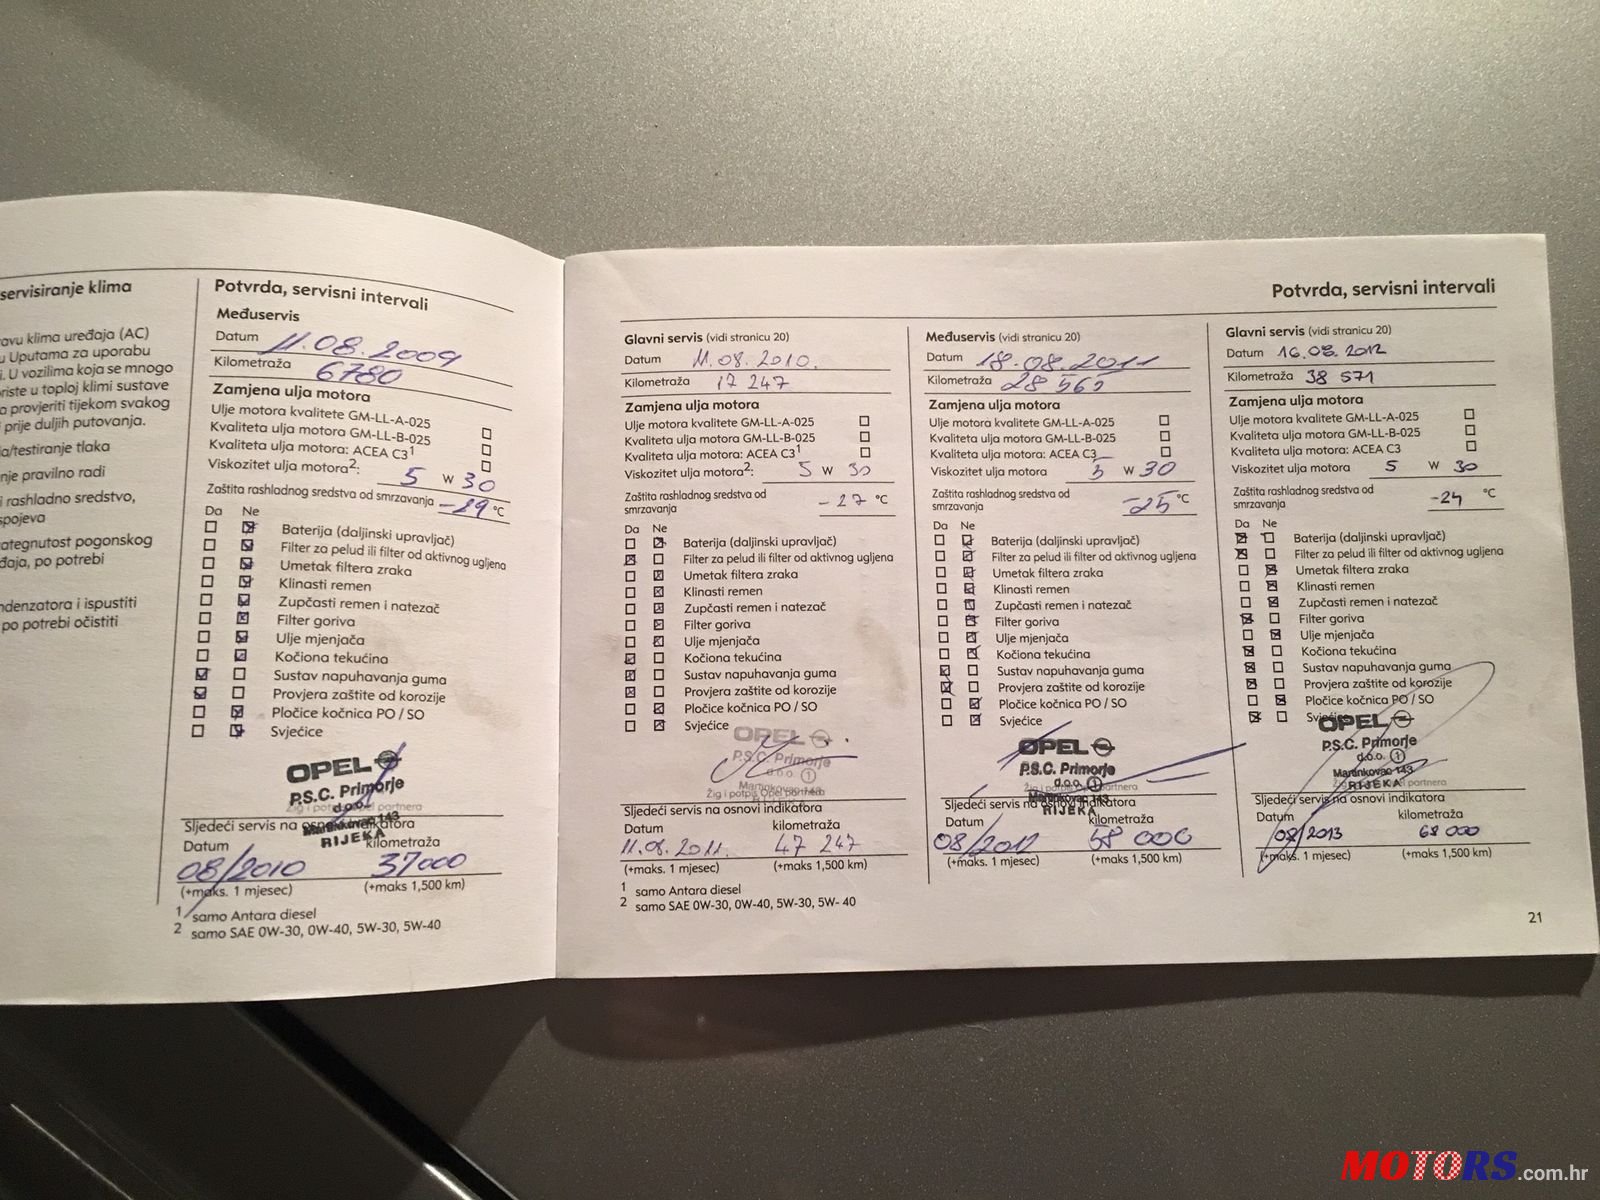 servisiranje klima
avu klima uređaja (AC)
u Uputama za uporabu
i. U vozilima koja se mnogo
riste u toploj klimi sustave
a provjeriti tijekom svakog
i prije duljih putovanja.
a/testiranje tlaka
nje pravilno radi
i rashladno sredstvo,
spojeva
ategnutost pogonskog
đaja, po potrebi
ndenzatora i ispustiti
po potrebi očistiti
Potvrda, servisni intervali
Međuservis
Datum 11.08.2009
Kilometraža 6780
Zamjena ulja motora
Ulje motora kvalitete GM-LL-A-025
Kvaliteta ulja motora GM-LL-B-025
Kvaliteta ulja motora: ACEA C3¹
Viskozitet ulja motora²: 5 W 30
Zaštita rashladnog sredstva od smrzavanja -29 °C
Da Ne
Baterija (daljinski upravljač)
Filter za pelud ili filter od aktivnog ugljena
Umetak filtera zraka
Klinasti remen
Zupčasti remen i natezač
Filter goriva
Ulje mjenjača
Kočiona tekućina
Sustav napuhavanja guma
Provjera zaštite od korozije
Pločice kočnica PO / SO
Svjećice
OPEL
P.S.C. Primorje
d.o.o.
Martinkovac 143
RIJEKA
Sljedeći servis na osnovi indikatora
Datum kilometraža
08/2010 37000
(+maks. 1 mjesec) (+maks 1,500 km)
1 samo Antara diesel
2 samo SAE 0W-30, 0W-40, 5W-30, 5W-40
Potvrda, servisni intervali
Glavni servis (vidi stranicu 20)
Datum 11.08.2010.
Kilometraža 17 247
Zamjena ulja motora
Ulje motora kvalitete GM-LL-A-025
Kvaliteta ulja motora GM-LL-B-025
Kvaliteta ulja motora: ACEA C3¹
Viskozitet ulja motora²: 5 W 30
Zaštita rashladnog sredstva od
smrzavanja -27 °C
Da Ne
Baterija (daljinski upravljač)
Filter za pelud ili filter od aktivnog ugljena
Umetak filtera zraka
Klinasti remen
Zupčasti remen i natezač
Filter goriva
Ulje mjenjača
Kočiona tekućina
Sustav napuhavanja guma
Provjera zaštite od korozije
Pločice kočnica PO / SO
Svjećice
OPEL
P.S.C. Primorje
d.o.o. 1
Žig i potpis Opel partnera
Sljedeći servis na osnovi indikatora
Datum kilometraža
11.08.2011. 47 247
(+maks. 1 mjesec) (+maks 1,500 km)
1 samo Antara diesel
2 samo SAE 0W-30, 0W-40, 5W-30, 5W- 40
Međuservis (vidi stranicu 20)
Datum 18.08.2011
Kilometraža 28 565
Zamjena ulja motora
Ulje motora kvalitete GM-LL-A-025
Kvaliteta ulja motora GM-LL-B-025
Kvaliteta ulja motora: ACEA C3
Viskozitet ulja motora 5 W 30
Zaštita rashladnog sredstva od
smrzavanja -25 °C
Da Ne
Baterija (daljinski upravljač)
Filter za pelud ili filter od aktivnog ugljena
Umetak filtera zraka
Klinasti remen
Zupčasti remen i natezač
Filter goriva
Ulje mjenjača
Kočiona tekućina
Sustav napuhavanja guma
Provjera zaštite od korozije
Pločice kočnica PO / SO
Svjećice
OPEL
P.S.C. Primorje
d.o.o. 1
Martinkovac 143
RIJEKA
Sljedeći servis na osnovi indikatora
Datum kilometraža
08/2012 58 000
(+maks. 1 mjesec) (+maks 1,500 km)
Glavni servis (vidi stranicu 20)
Datum 16.08.2012
Kilometraža 38 571
Zamjena ulja motora
Ulje motora kvalitete GM-LL-A-025
Kvaliteta ulja motora GM-LL-B-025
Kvaliteta ulja motora: ACEA C3
Viskozitet ulja motora 5 W 30
Zaštita rashladnog sredstva od
smrzavanja -24 °C
Da Ne
Baterija (daljinski upravljač)
Filter za pelud ili filter od aktivnog ugljena
Umetak filtera zraka
Klinasti remen
Zupčasti remen i natezač
Filter goriva
Ulje mjenjača
Kočiona tekućina
Sustav napuhavanja guma
Provjera zaštite od korozije
Pločice kočnica PO / SO
Svjećice
OPEL
P.S.C. Primorje
d.o.o. 1
Martinkovac 143
RIJEKA
Sljedeći servis na osnovi indikatora
Datum kilometraža
08/2013 68 000
(+maks. 1 mjesec) (+maks 1,500 km)
21
MOTORS.com.hr